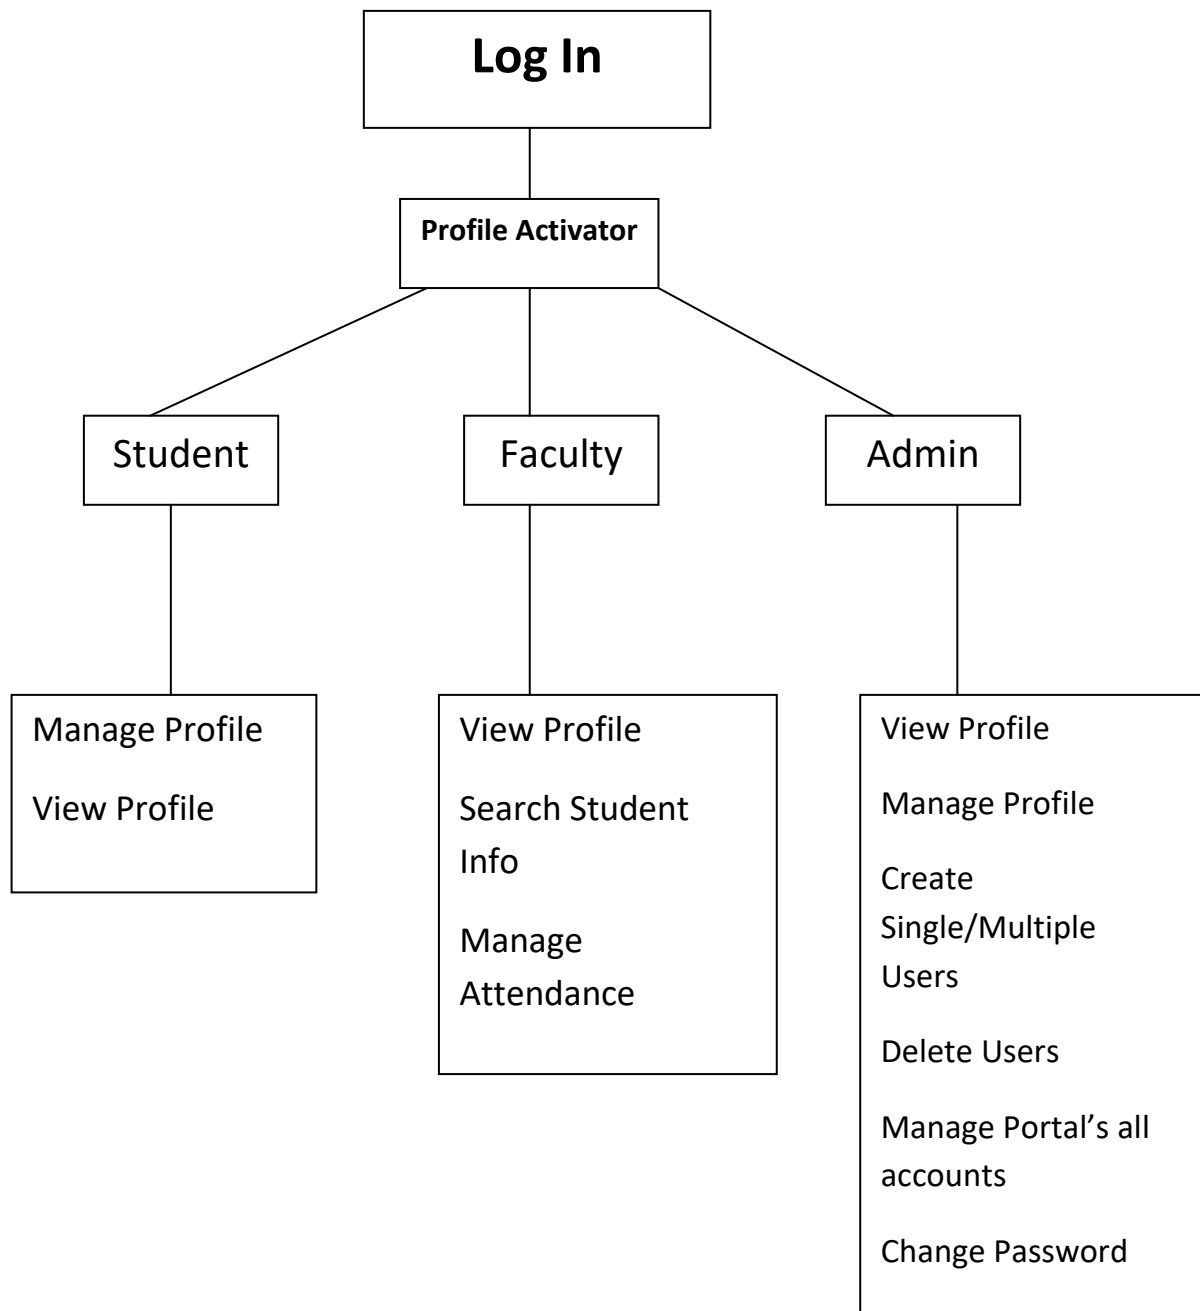 Log In
Profile Activator
Student
Faculty
Admin
Manage Profile
View Profile
View Profile
Search Student
Info
Manage
Attendance
View Profile
Manage Profile
Create
Single/Multiple
Users
Delete Users
Manage Portal’s all
accounts
Change Password